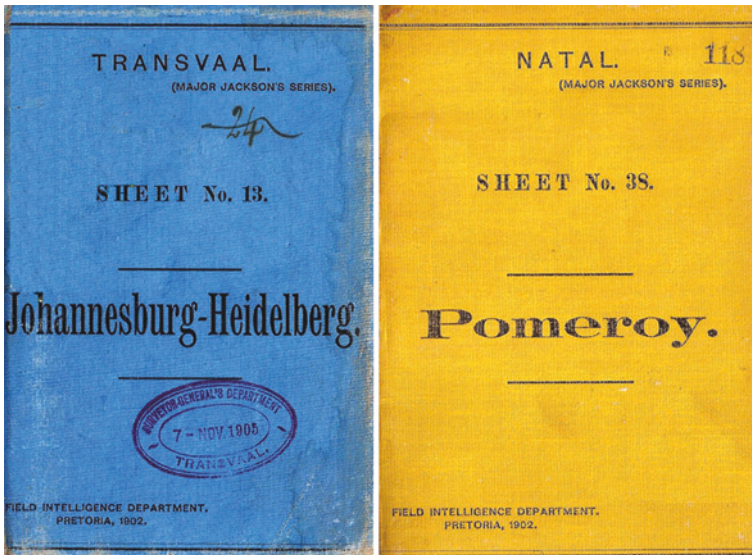 TRANSVAAL.
(MAJOR JACKSON'S SERIES).
24
SHEET No. 13.
Johannesburg-Heidelberg.
SURVEYOR-GENERAL'S DEPARTMENT
7 - NOV. 1905
TRANSVAAL.
FIELD INTELLIGENCE DEPARTMENT.
PRETORIA, 1902.
NATAL.
118
(MAJOR JACKSON'S SERIES).
SHEET No. 38.
Pomeroy.
FIELD INTELLIGENCE DEPARTMENT.
PRETORIA, 1902.